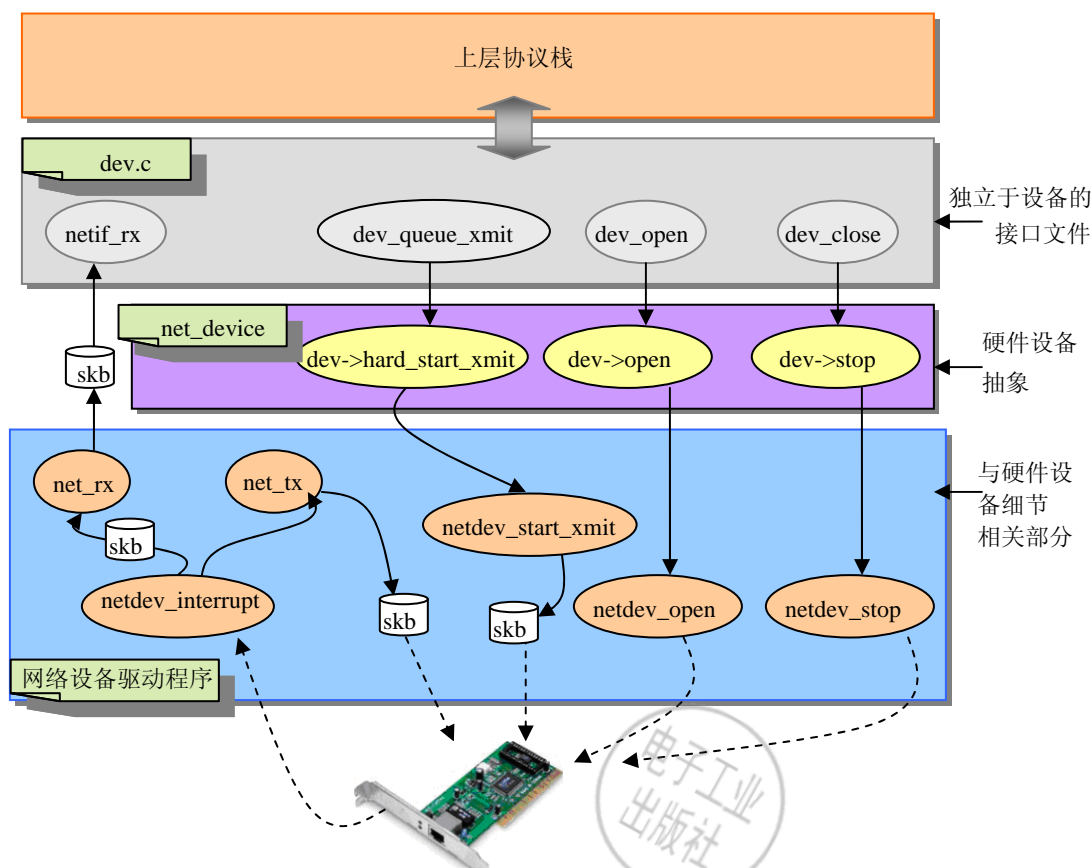 上层协议栈
dev.c
netif_rx
dev_queue_xmit
dev_open
dev_close
独立于设备的
接口文件
net_device
skb
dev->hard_start_xmit
dev->open
dev->stop
硬件设备
抽象
net_rx
net_tx
skb
netdev_start_xmit
与硬件设
备细节
相关部分
netdev_interrupt
skb
skb
netdev_open
netdev_stop
网络设备驱动程序
电子工业
出版社